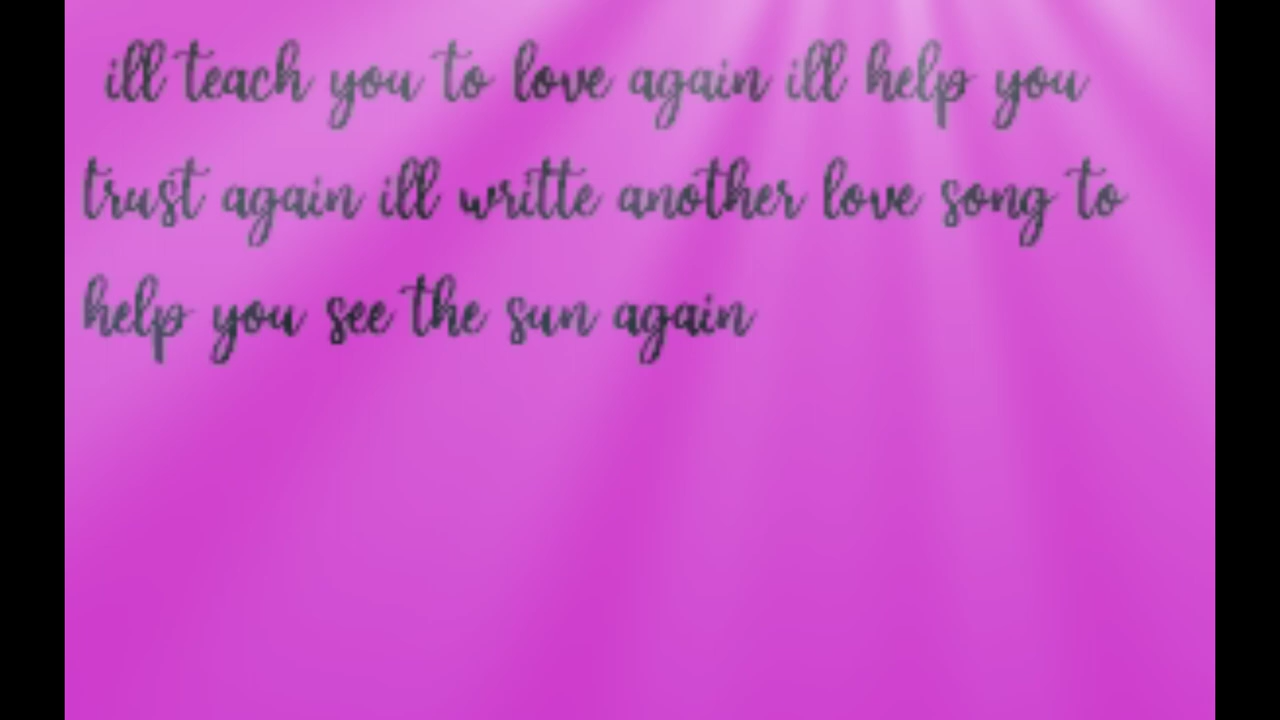 ill teach you to love again ill help you
trust again ill writte another love song to
help you see the sun again